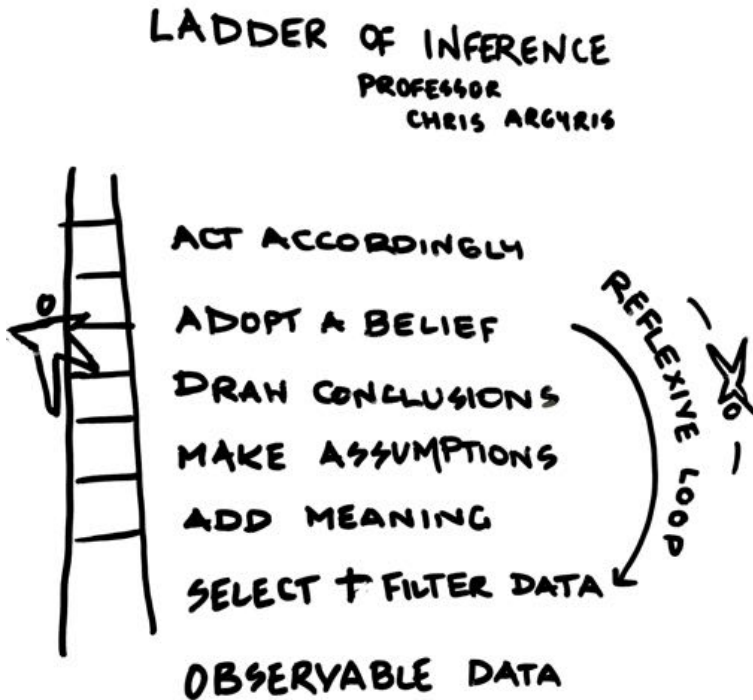 LADDER OF INFERENCE
PROFESSOR
CHRIS ARGYRIS
ACT ACCORDINGLY
ADOPT A BELIEF
DRAW CONCLUSIONS
MAKE ASSUMPTIONS
ADD MEANING
SELECT + FILTER DATA
OBSERVABLE DATA
REFLEXIVE LOOP